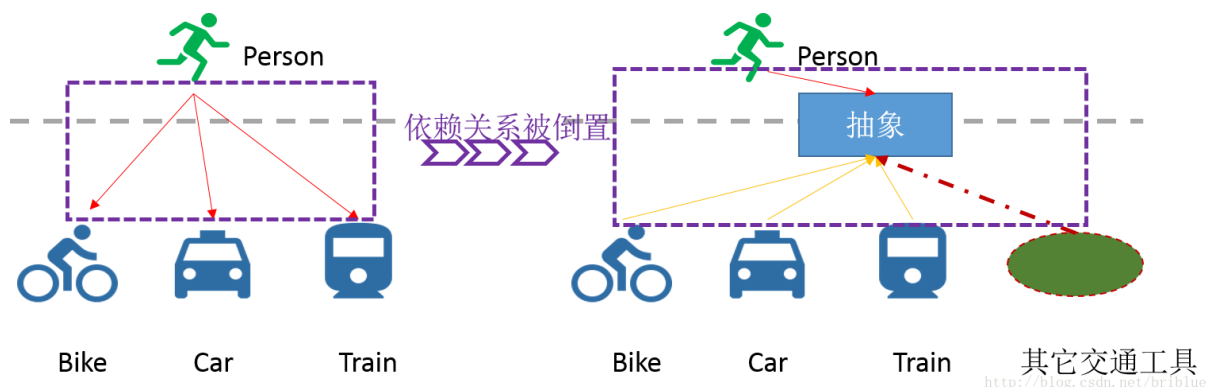 Person
Person
抽象
依赖关系被倒置
Bike
Car
Train
Bike
Car
Train
其它交通工具
http://blog.csdn.net/briblue